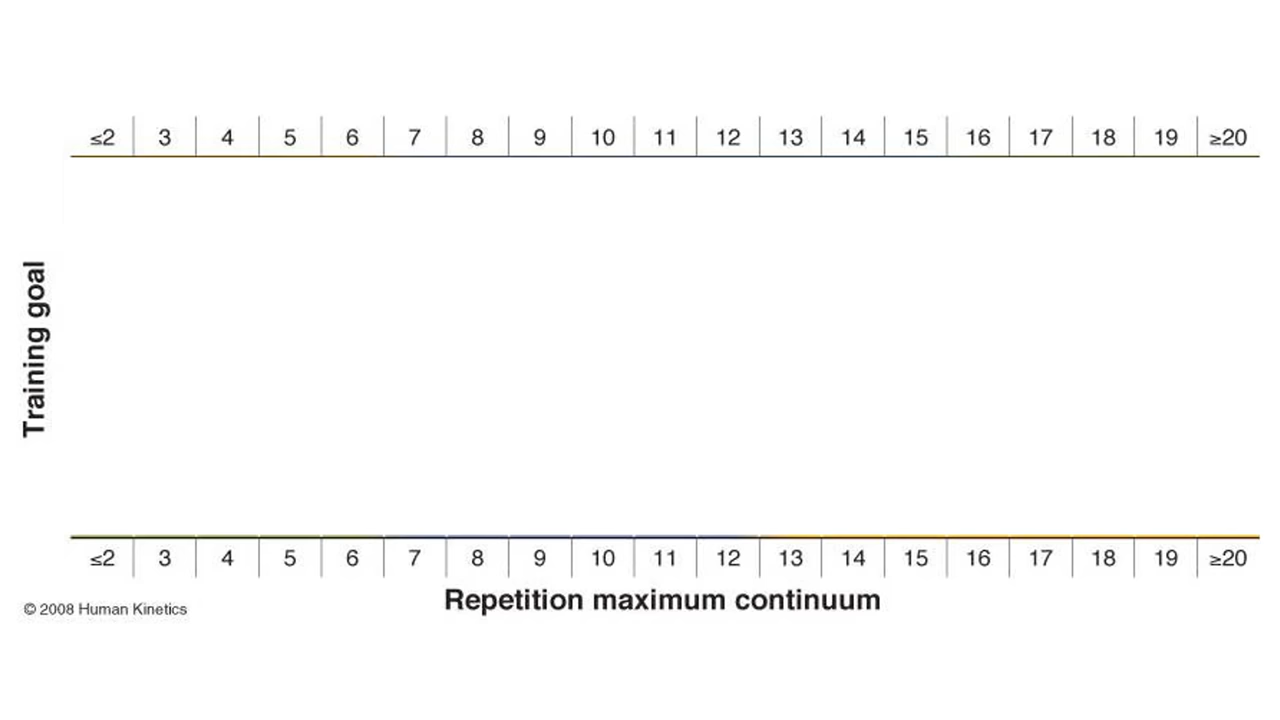 ≤2 3 4 5 6 7 8 9 10 11 12 13 14 15 16 17 18 19 ≥20
Training goal
≤2 3 4 5 6 7 8 9 10 11 12 13 14 15 16 17 18 19 ≥20
Repetition maximum continuum
© 2008 Human Kinetics